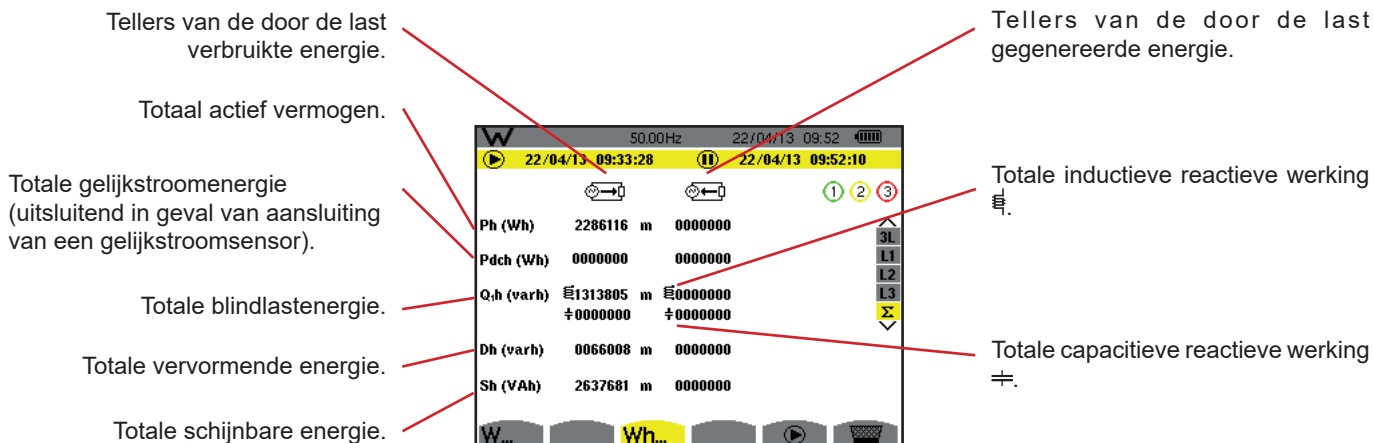 Tellers van de door de last
verbruikte energie.
Totaal actief vermogen.
Totale gelijkstroomenergie
(uitsluitend in geval van aansluiting
van een gelijkstroomsensor).
Totale blindlastenergie.
Totale vervormende energie.
Totale schijnbare energie.
W 50.00Hz 22/04/13 09:52
22/04/13 09:33:28 22/04/13 09:52:10
1 2 3
Ph (Wh) 2286116 m 0000000
Pdch (Wh) 0000000 0000000
Q₁h (varh) 1313805 m 0000000
0000000 0000000
Dh (varh) 0066008 m 0000000
Sh (VAh) 2637681 m 0000000
3L
L1
L2
L3
Σ
W... Wh...
Tellers van de door de last
gegenereerde energie.
Totale inductieve reactieve werking
.
Totale capacitieve reactieve werking
.